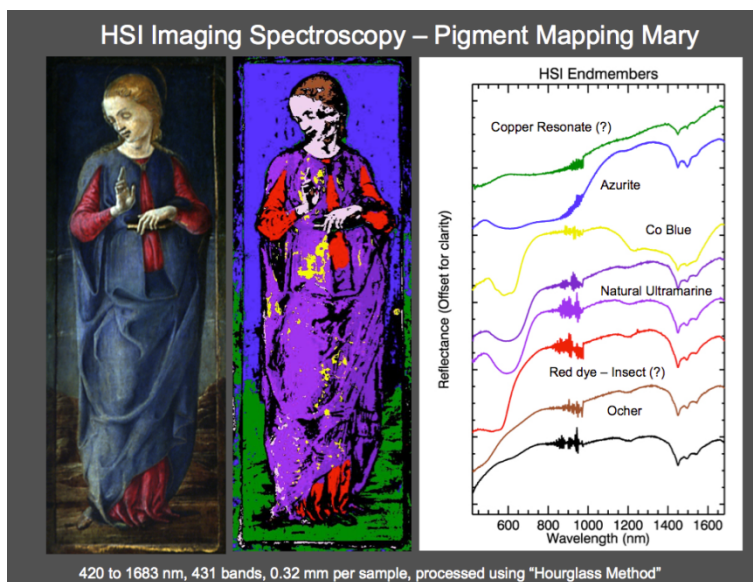 HSI Imaging Spectroscopy – Pigment Mapping Mary
HSI Endmembers
Copper Resonate (?)
Azurite
Co Blue
Natural Ultramarine
Red dye – Insect (?)
Ocher
Reflectance (Offset for clarity)
600 800 1000 1200 1400 1600
Wavelength (nm)
420 to 1683 nm, 431 bands, 0.32 mm per sample, processed using “Hourglass Method”